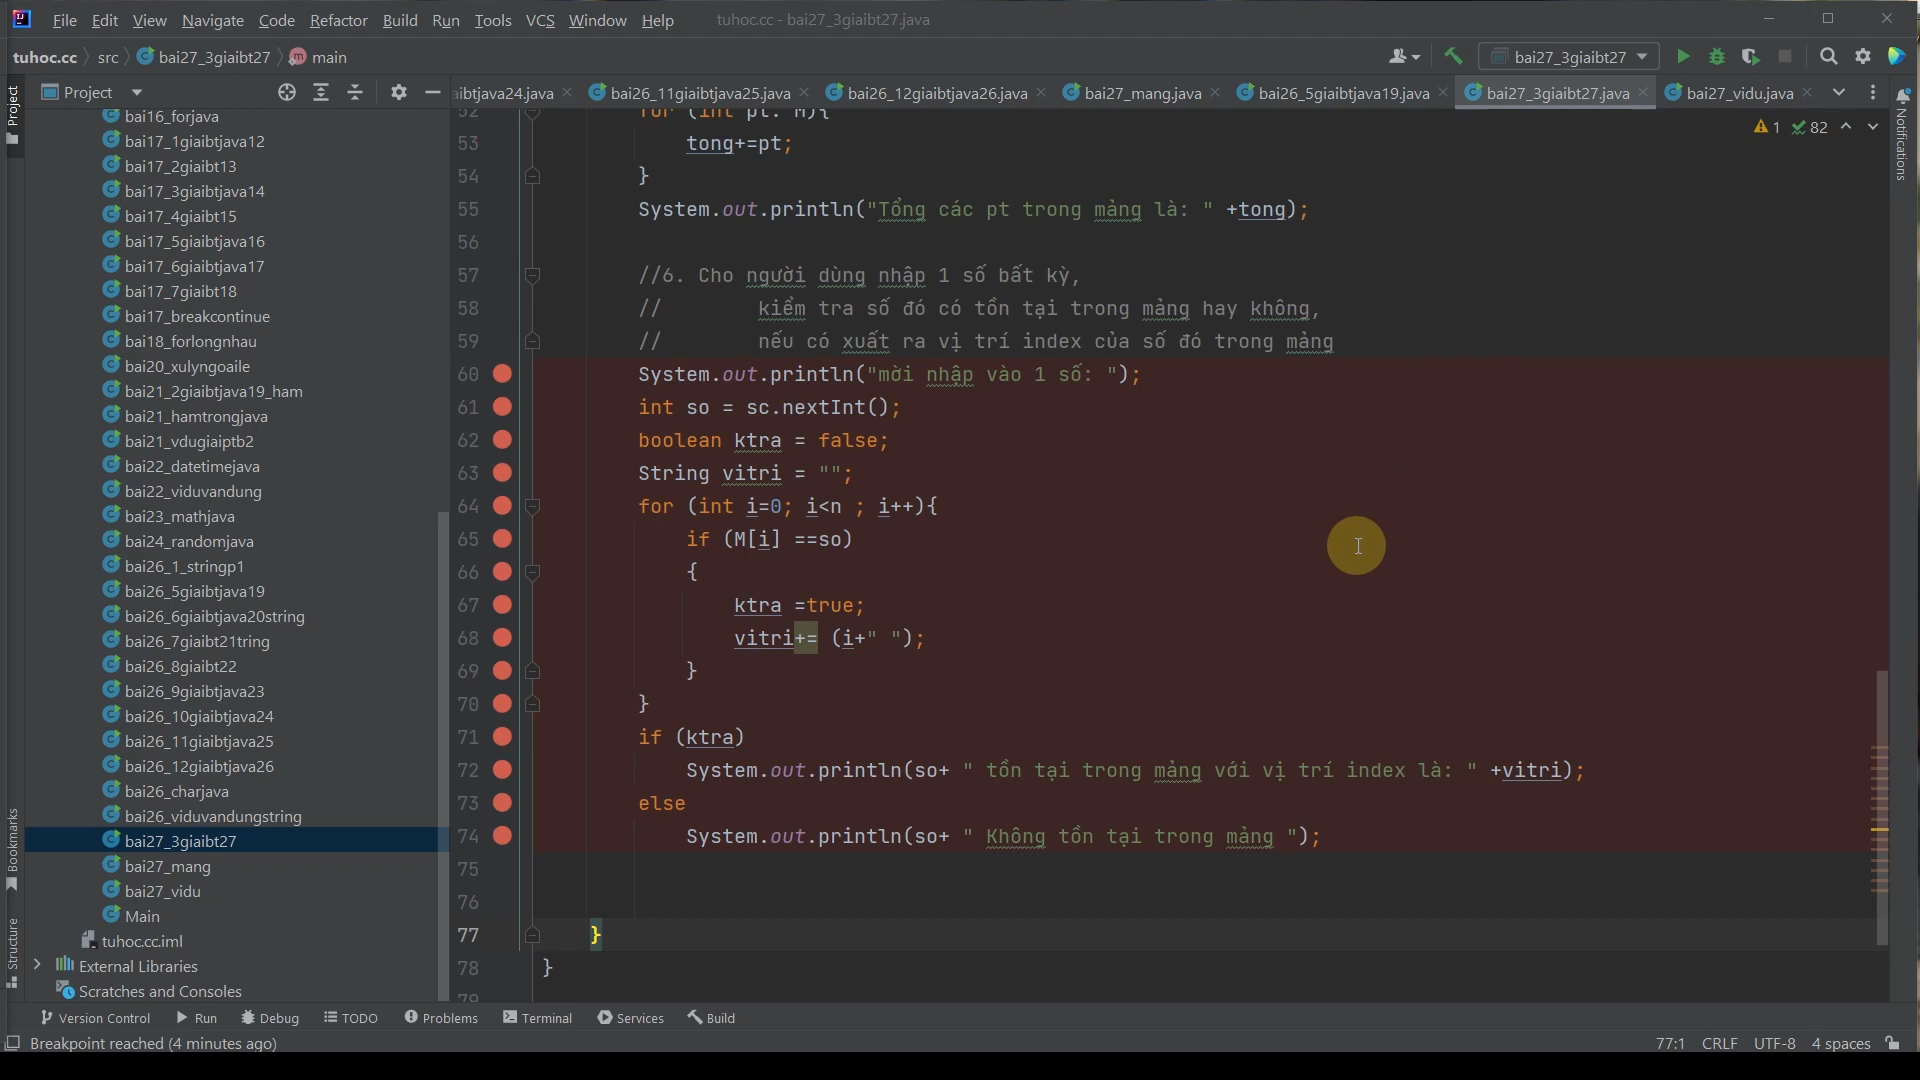 File Edit View Navigate Code Refactor Build Run Tools VCS Window Help tuhoc.cc - bai27_3giaibt27.java
tuhoc.cc src bai27_3giaibt27 main bai27_3giaibt27
Project ibtjava24.java bai26_11giaibtjava25.java bai26_12giaibtjava26.java bai27_mang.java bai26_5giaibtjava19.java bai27_3giaibt27.java bai27_vidu.java
1 82
Project
Notifications
bai16_forjava
bai17_1giaibtjava12
bai17_2giaibt13
bai17_3giaibtjava14
bai17_4giaibt15
bai17_5giaibtjava16
bai17_6giaibtjava17
bai17_7giaibt18
bai17_breakcontinue
bai18_forlongnhau
bai20_xulyngoaile
bai21_2giaibtjava19_ham
bai21_hamtrongjava
bai21_vdugiaiptb2
bai22_datetimejava
bai22_viduvandung
bai23_mathjava
bai24_randomjava
bai26_1_stringp1
bai26_5giaibtjava19
bai26_6giaibtjava20string
bai26_7giaibt21tring
bai26_8giaibt22
bai26_9giaibtjava23
bai26_10giaibtjava24
bai26_11giaibtjava25
bai26_12giaibtjava26
bai26_charjava
bai26_viduvandungstring
bai27_3giaibt27
bai27_mang
bai27_vidu
Main
tuhoc.cc.iml
External Libraries
Scratches and Consoles
Bookmarks
Structure
52 for (int pt: M){
53 tong+=pt;
54 }
55 System.out.println("Tổng các pt trong mảng là: " +tong);
56
57 //6. Cho người dùng nhập 1 số bất kỳ,
58 // kiểm tra số đó có tồn tại trong mảng hay không,
59 // nếu có xuất ra vị trí index của số đó trong mảng
60 System.out.println("mời nhập vào 1 số: ");
61 int so = sc.nextInt();
62 boolean ktra = false;
63 String vitri = "";
64 for (int i=0; i<n ; i++){
65 if (M[i] ==so)
66 {
67 ktra =true;
68 vitri+= (i+" ");
69 }
70 }
71 if (ktra)
72 System.out.println(so+ " tồn tại trong mảng với vị trí index là: " +vitri);
73 else
74 System.out.println(so+ " Không tồn tại trong mảng ");
75
76
77 }
78 }
79
Version Control Run Debug TODO Problems Terminal Services Build
Breakpoint reached (4 minutes ago) 77:1 CRLF UTF-8 4 spaces